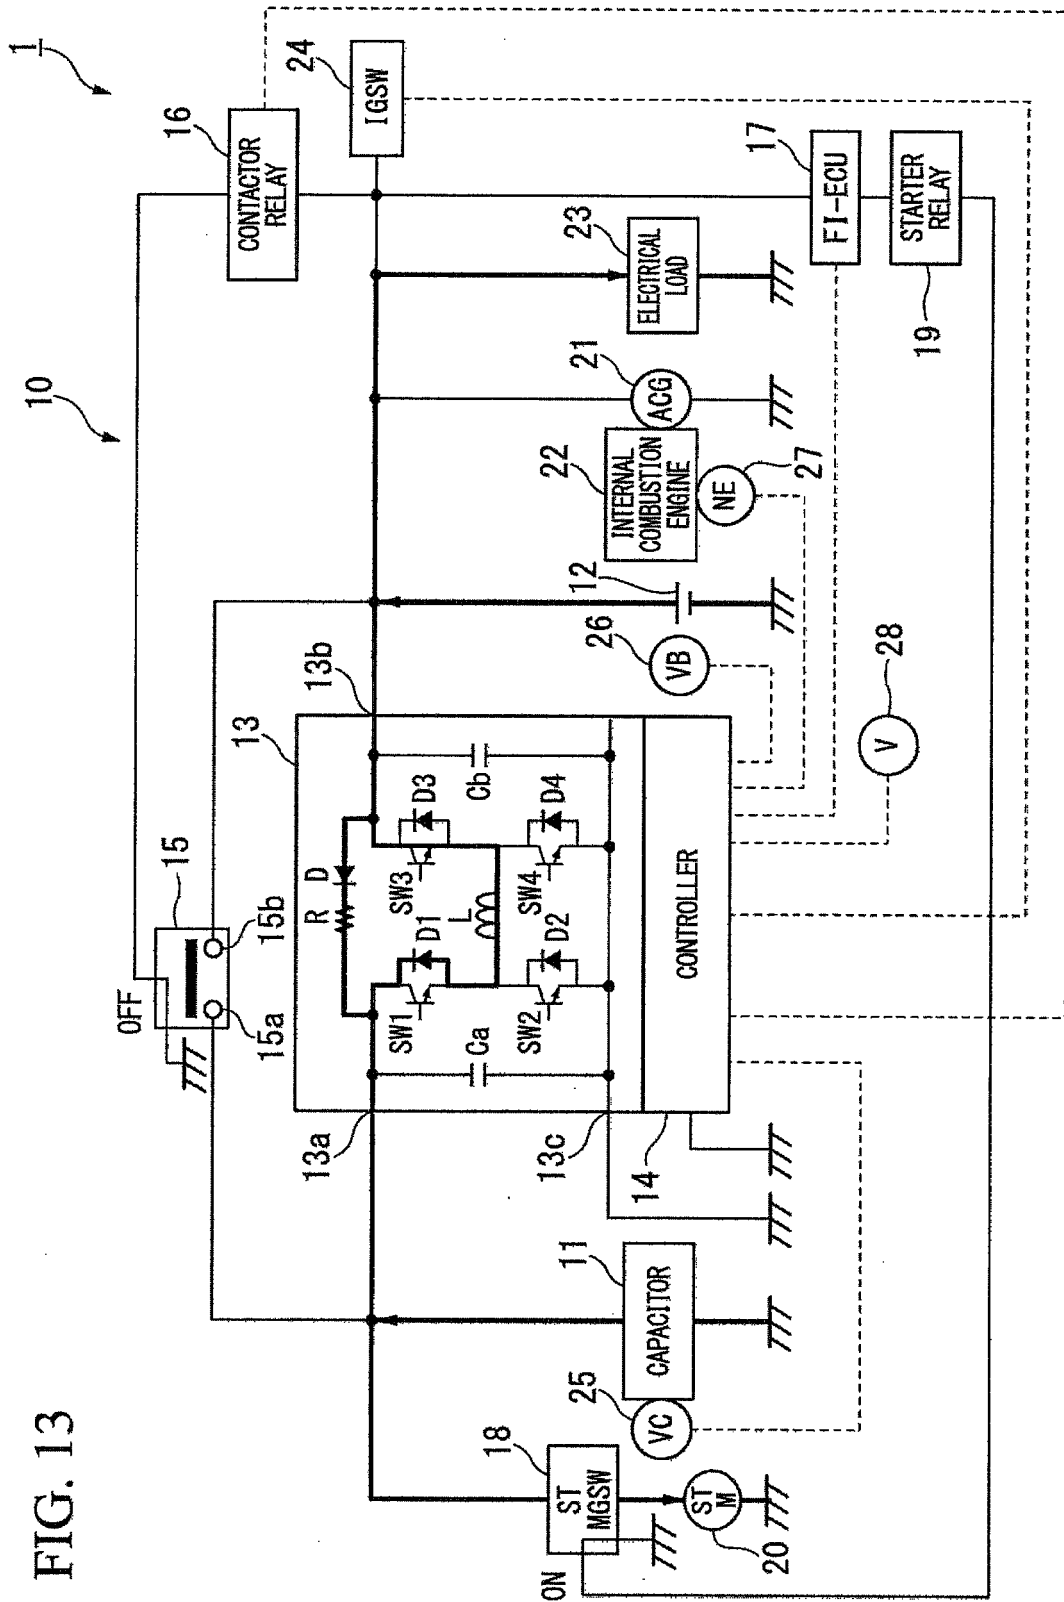 FIG. 13
1
10
16
CONTACTOR
RELAY
24
IGSW
17
FI-ECU
STARTER
RELAY
19
23
ELECTRICAL
LOAD
21
ACG
22
INTERNAL
COMBUSTION
ENGINE
NE
27
12
26
VB
28
V
13b
13
15
OFF
15a
15b
R
D
SW1
D1
SW3
D3
L
Ca
Cb
SW2
D2
SW4
D4
13a
13c
14
CONTROLLER
11
CAPACITOR
25
VC
18
ST
MGSW
ON
ST
M
20